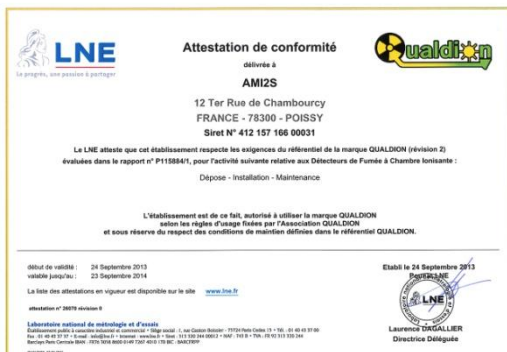 LNE
Le progrès, une passion à partager
Attestation de conformité
délivrée à
Qualdion
AMI2S
12 Ter Rue de Chambourcy
FRANCE - 78300 - POISSY
Siret N° 412 157 166 00031
Le LNE atteste que cet établissement respecte les exigences du référentiel de la marque QUALDION (révision 2)
évaluées dans le rapport n° P115884/1, pour l'activité suivante relative aux Détecteurs de Fumée à Chambre Ionisante :
Dépose - Installation - Maintenance
L'établissement est de ce fait, autorisé à utiliser la marque QUALDION
selon les règles d'usage fixées par l'Association QUALDION
et sous réserve du respect des conditions de maintien définies dans le référentiel QUALDION.
début de validité : 24 Septembre 2013
valable jusqu'au : 23 Septembre 2014
La liste des attestations en vigueur est disponible sur le site www.lne.fr
attestation n° 26078 révision 0
Etabli le 24 Septembre 2013
Pour le LNE
LNE
Laurence DAGALLIER
Directrice Déléguée
Laboratoire national de métrologie et d'essais